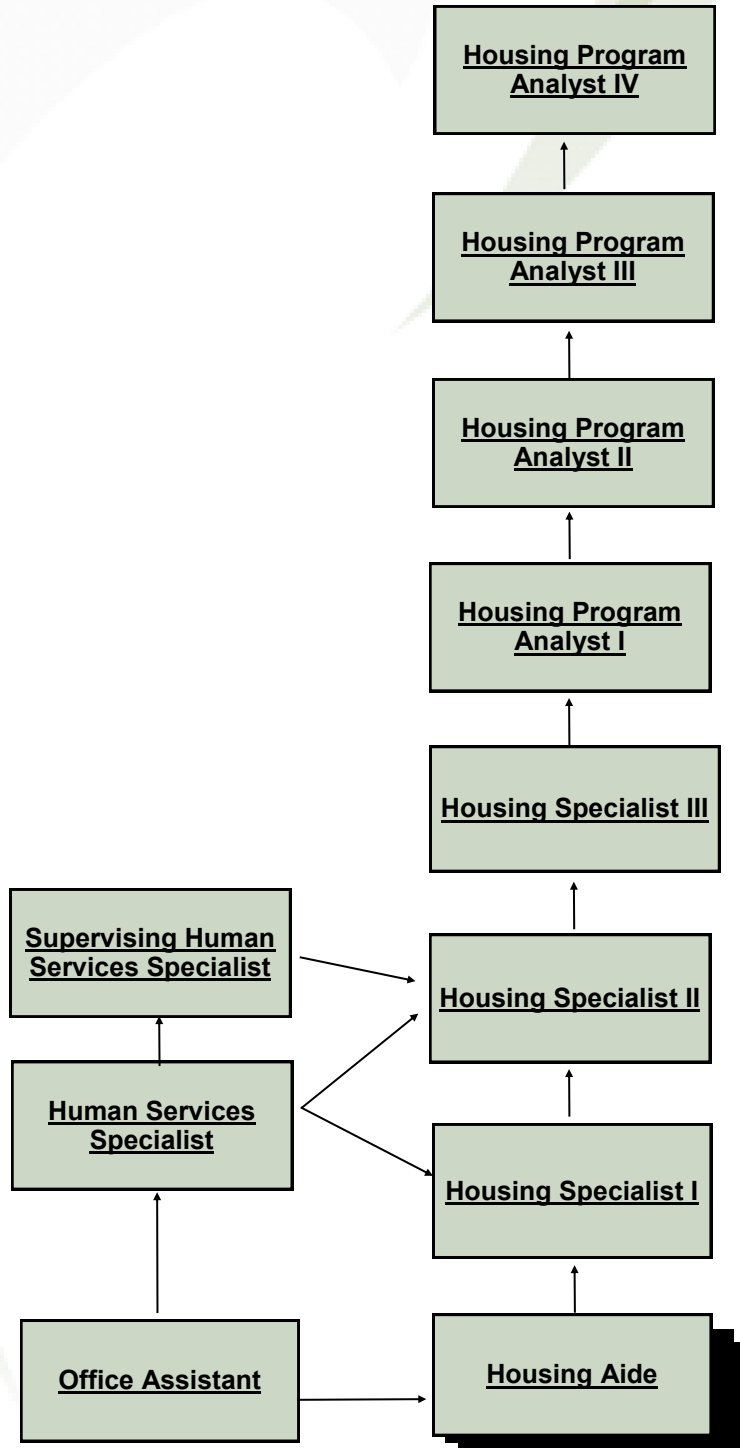 Housing Program
Analyst IV
Housing Program
Analyst III
Housing Program
Analyst II
Housing Program
Analyst I
Housing Specialist III
Supervising Human
Services Specialist
Housing Specialist II
Human Services
Specialist
Housing Specialist I
Office Assistant
Housing Aide